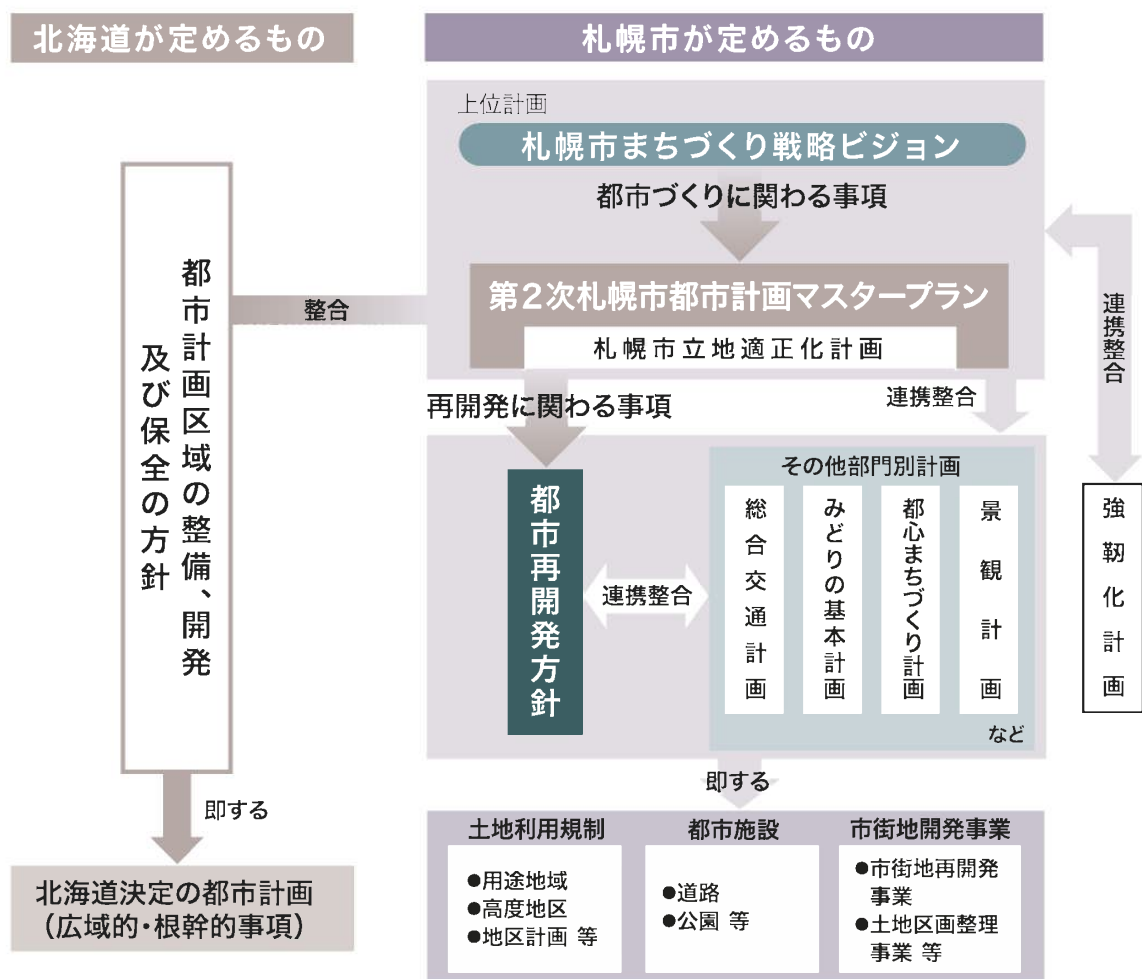 北海道が定めるもの
札幌市が定めるもの
上位計画
札幌市まちづくり戦略ビジョン
都市づくりに関わる事項
第2次札幌市都市計画マスタープラン
札幌市立地適正化計画
整合
都市計画区域の整備、開発
及び保全の方針
連携整合
再開発に関わる事項
連携整合
都市再開発方針
連携整合
その他部門別計画
総合交通計画
みどりの基本計画
都心まちづくり計画
景観計画
など
強靭化計画
即する
即する
北海道決定の都市計画
(広域的・根幹的事項)
土地利用規制
●用途地域
●高度地区
●地区計画 等
都市施設
●道路
●公園 等
市街地開発事業
●市街地再開発
事業
●土地区画整理
事業 等